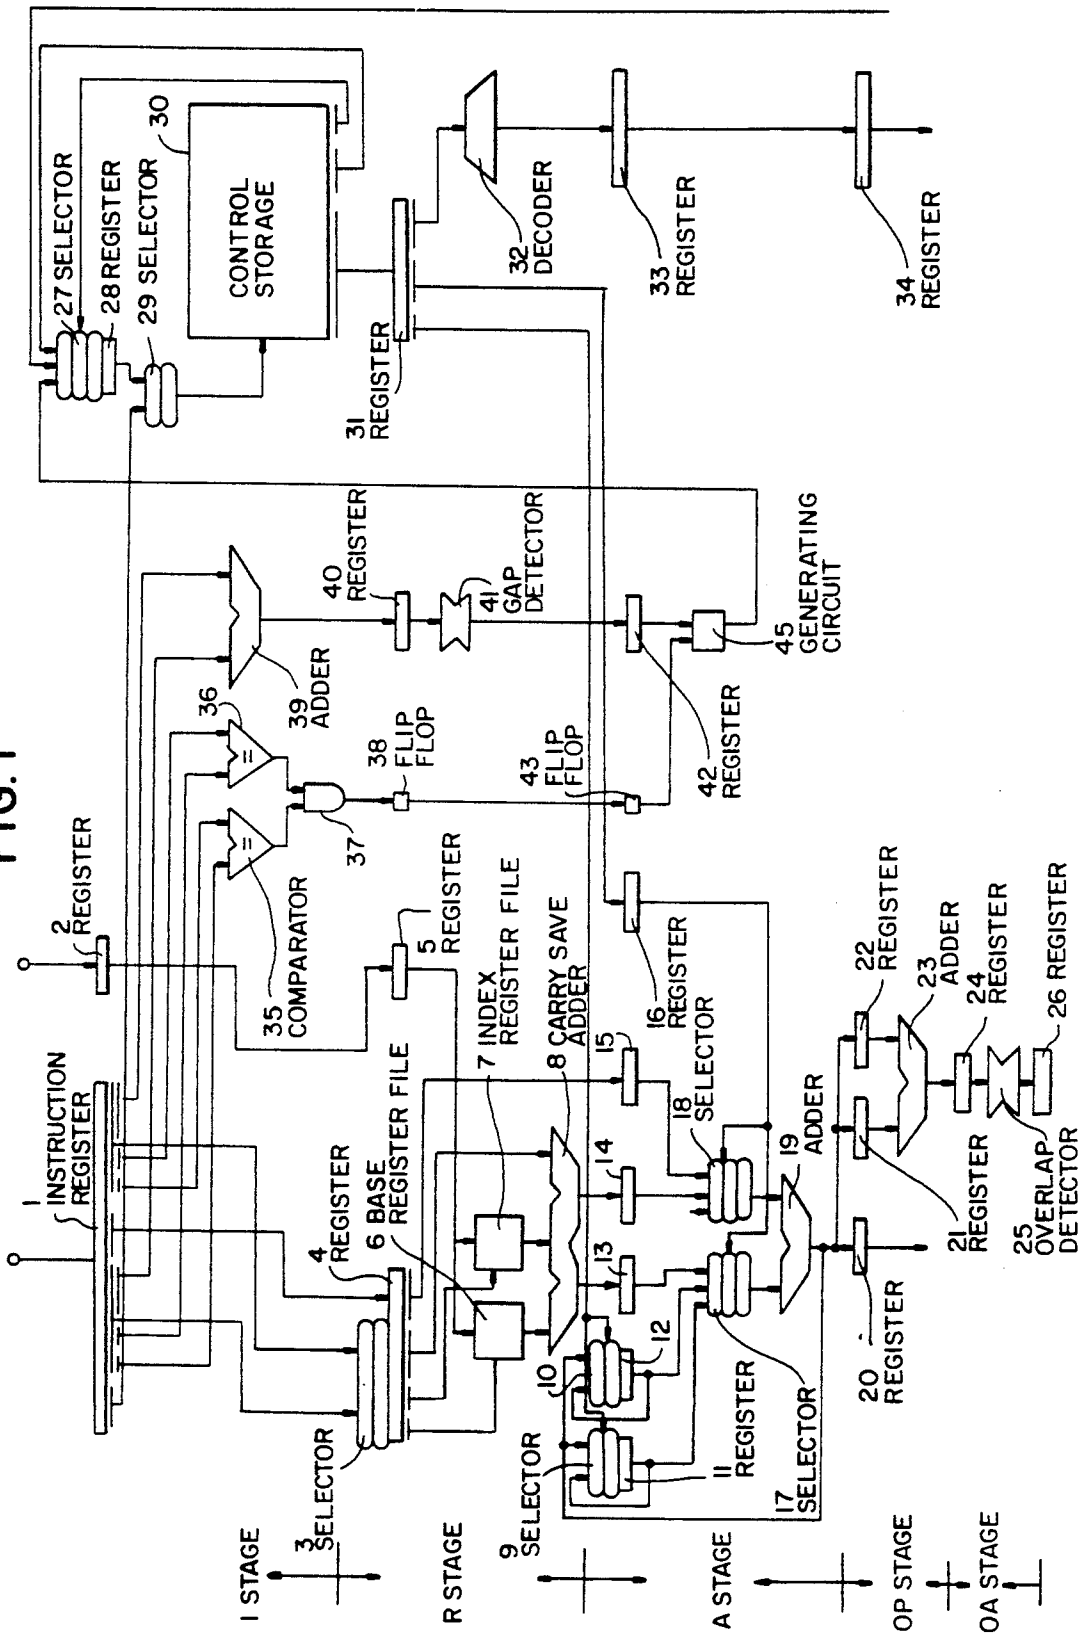 FIG. 1
1 INSTRUCTION
REGISTER
2
REGISTER
3
SELECTOR
4
REGISTER
5
REGISTER
6 BASE
REGISTER FILE
7 INDEX
REGISTER FILE
8 CARRY SAVE
ADDER
9
SELECTOR
10
11
REGISTER
12
13
14
15
16
REGISTER
17
SELECTOR
18
SELECTOR
19
ADDER
20
REGISTER
21
REGISTER
22
REGISTER
23
ADDER
24
REGISTER
25
OVERLAP
DETECTOR
26 REGISTER
27 SELECTOR
28 REGISTER
29 SELECTOR
30
CONTROL
STORAGE
31
REGISTER
32
DECODER
33
REGISTER
34
REGISTER
35
COMPARATOR
=
36
=
37
38
FLIP
FLOP
39
ADDER
40
REGISTER
41
GAP
DETECTOR
42
REGISTER
43
FLIP
FLOP
45
GENERATING
CIRCUIT
I STAGE
R STAGE
A STAGE
OP STAGE
OA STAGE